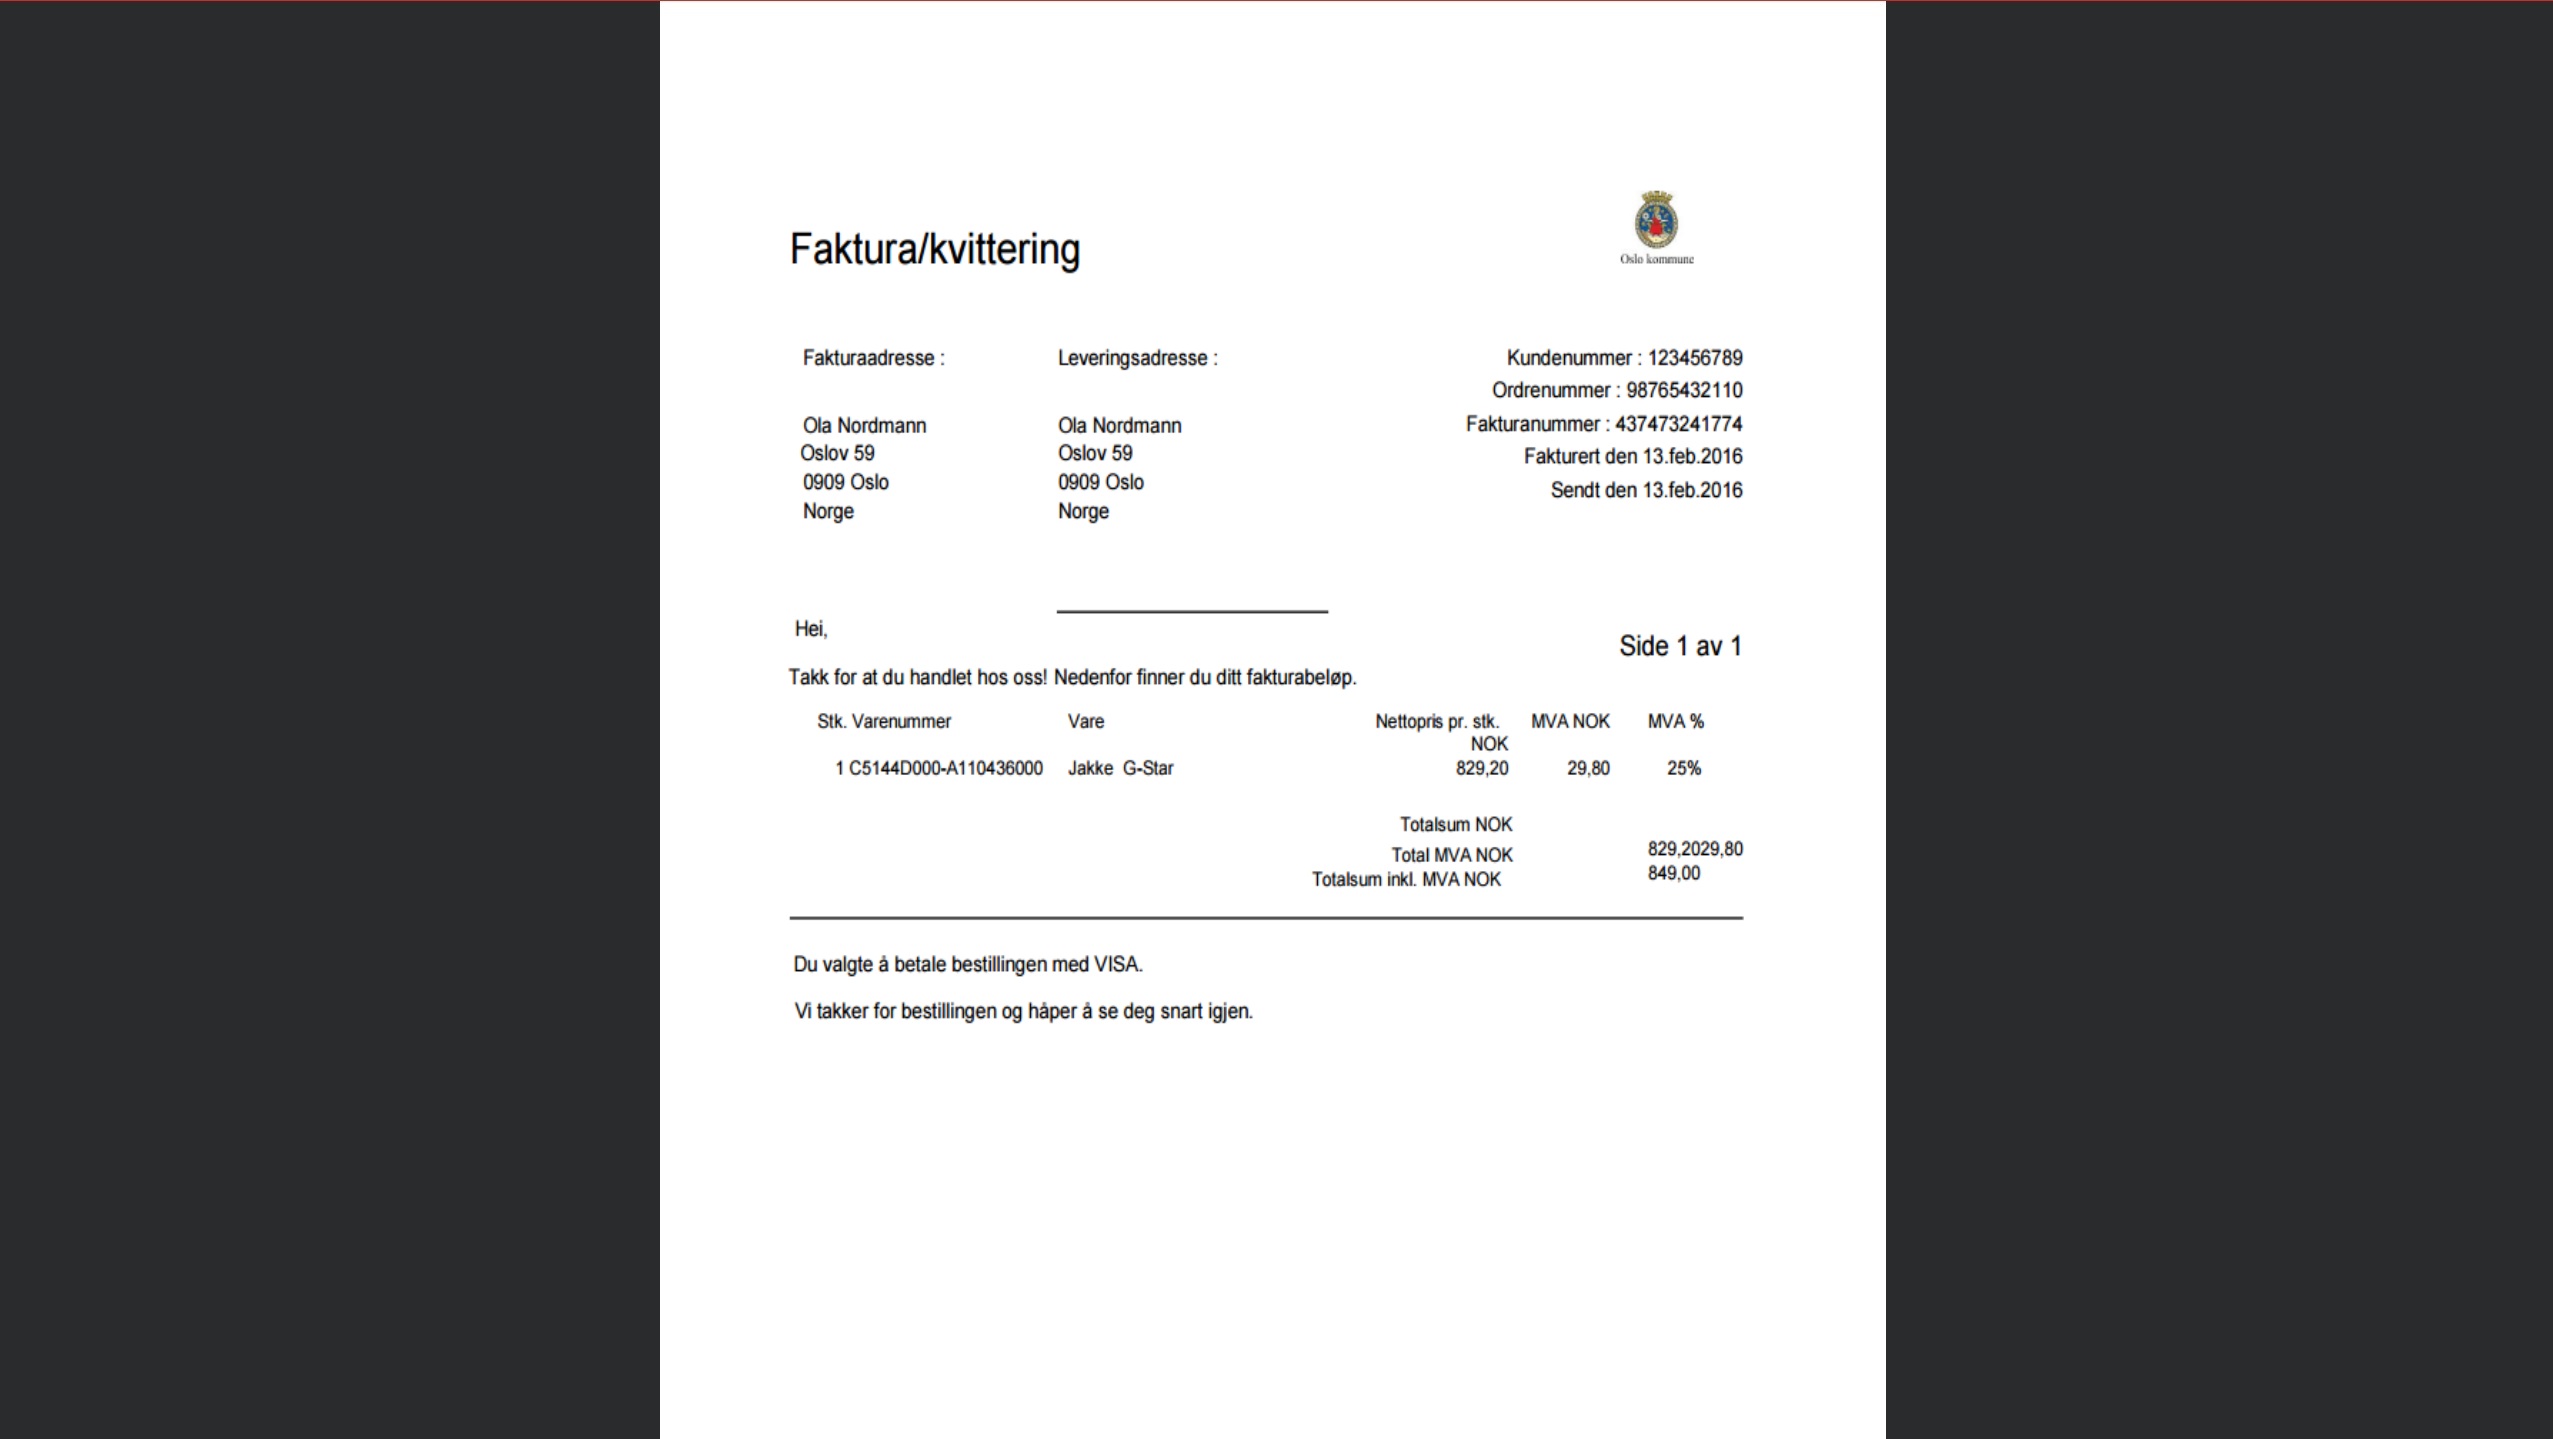 Faktura/kvittering
Oslo kommune
Fakturaadresse :
Ola Nordmann
Oslov 59
0909 Oslo
Norge
Leveringsadresse :
Ola Nordmann
Oslov 59
0909 Oslo
Norge
Kundenummer : 123456789
Ordrenummer : 98765432110
Fakturanummer : 437473241774
Fakturert den 13.feb.2016
Sendt den 13.feb.2016
Hei,
Side 1 av 1
Takk for at du handlet hos oss! Nedenfor finner du ditt fakturabeløp.
Stk. Varenummer Vare Nettopris pr. stk. MVA NOK MVA %
NOK
1 C5144D000-A110436000 Jakke G-Star 829,20 29,80 25%
Totalsum NOK
Total MVA NOK 829,2029,80
Totalsum inkl. MVA NOK 849,00
Du valgte å betale bestillingen med VISA.
Vi takker for bestillingen og håper å se deg snart igjen.